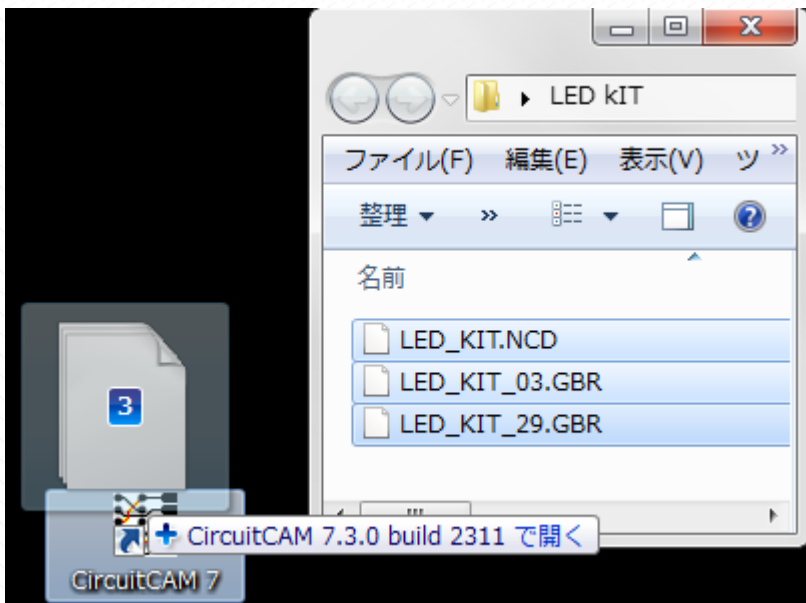 LED kIT
ファイル(F) 編集(E) 表示(V) ツ »
整理 »
名前
LED_KIT.NCD
LED_KIT_03.GBR
LED_KIT_29.GBR
3
CircuitCAM 7.3.0 build 2311 で開く
CircuitCAM 7